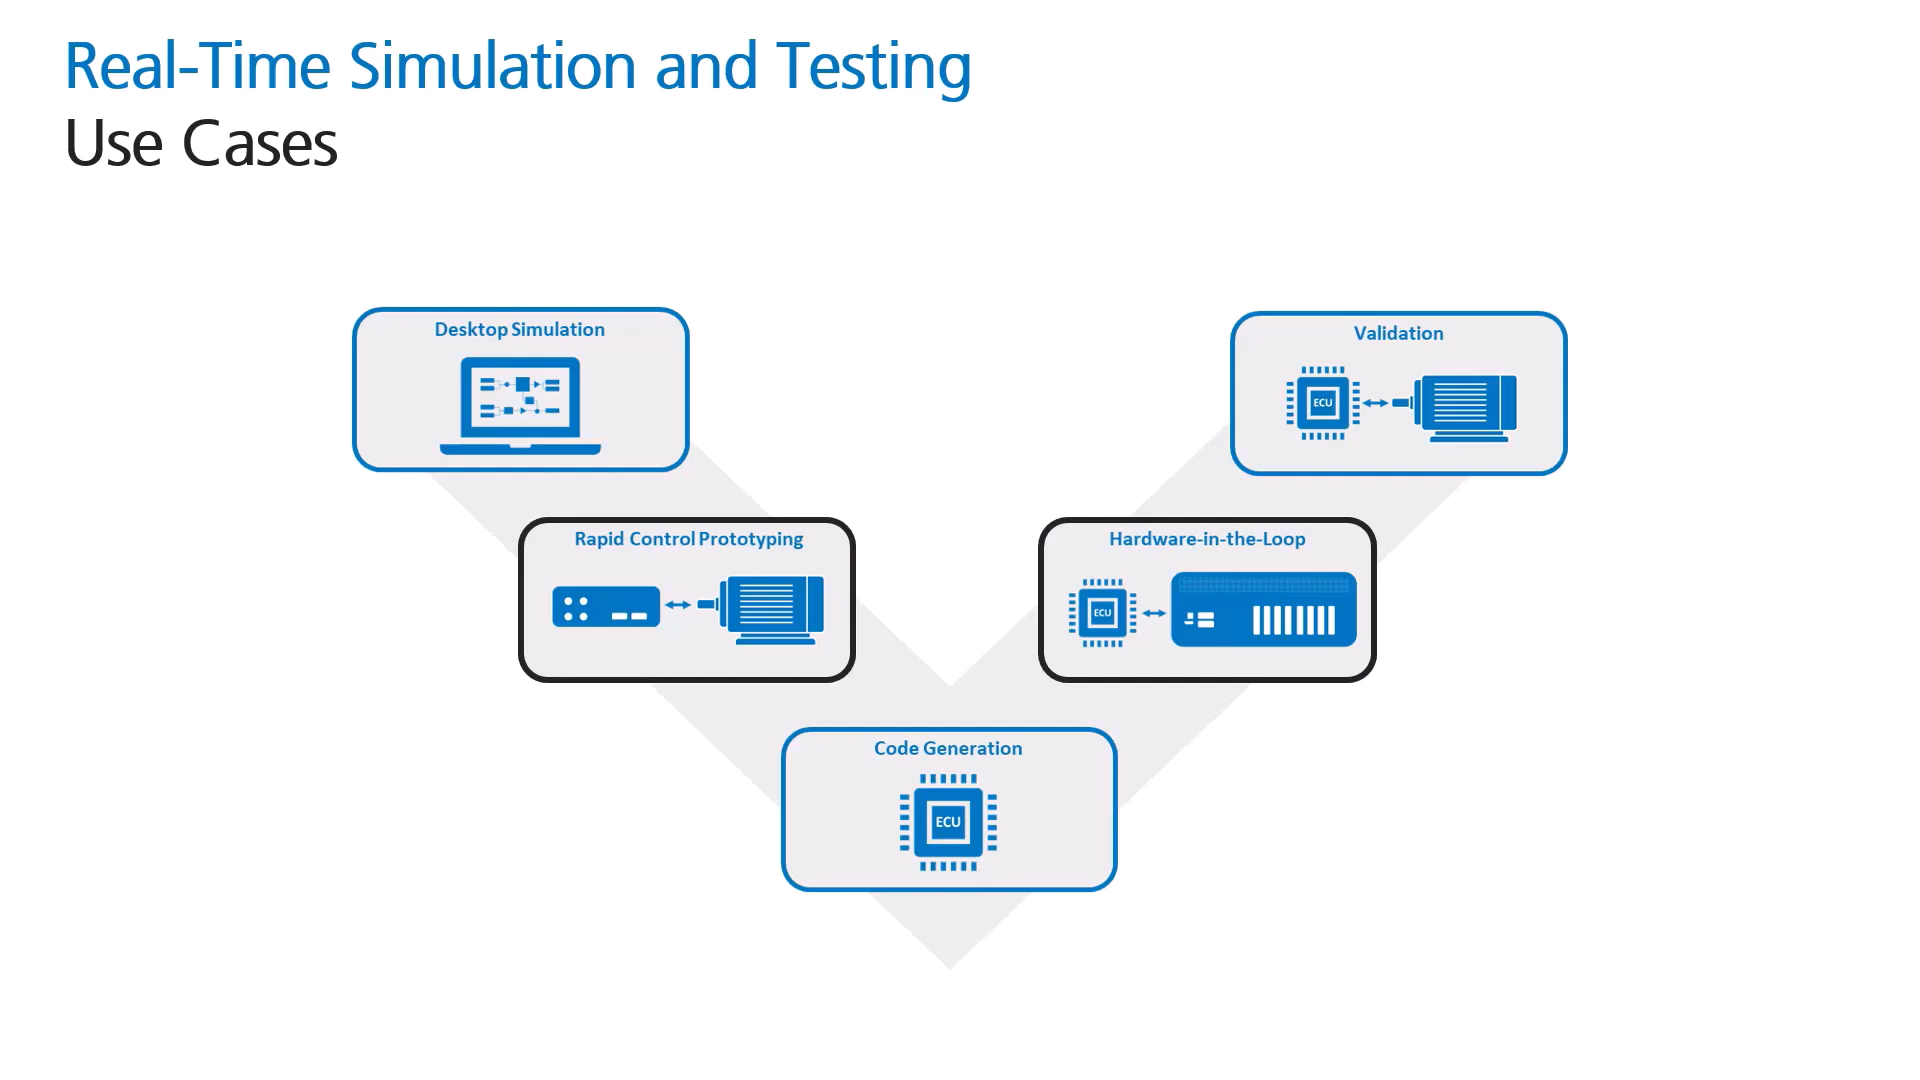 Real-Time Simulation and Testing
Use Cases
Desktop Simulation
Validation
ECU
Rapid Control Prototyping
Hardware-in-the-Loop
ECU
Code Generation
ECU